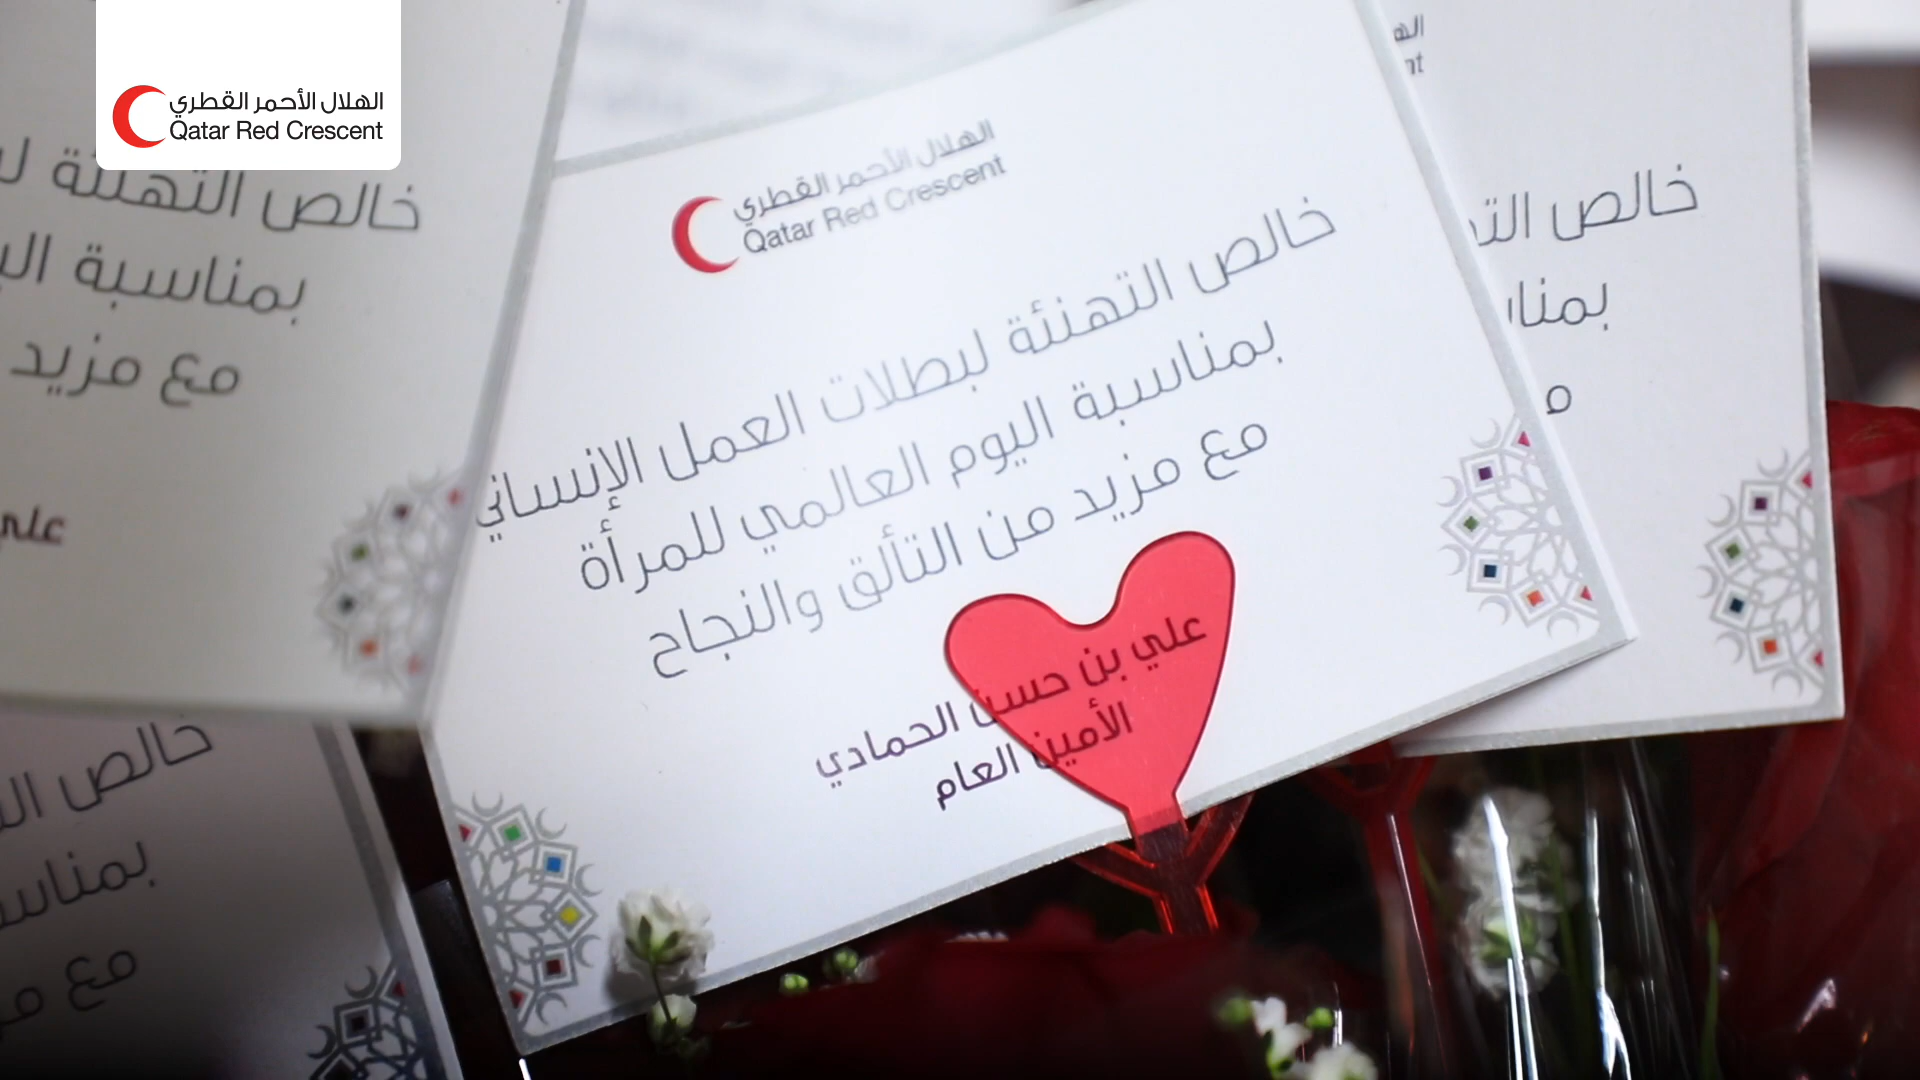 الهلال الأحمر القطري
Qatar Red Crescent
الهلال الأحمر القطري
Qatar Red Crescent
خالص التهنئة لبطلات العمل الإنساني
بمناسبة اليوم العالمي للمرأة
مع مزيد من التألق والنجاح
علي بن حسن الحمادي
الأمين العام
خالص التهنئة
بمناسبة
مع مزيد
علي
خالص
nt
خالص
بمناسبة
مع